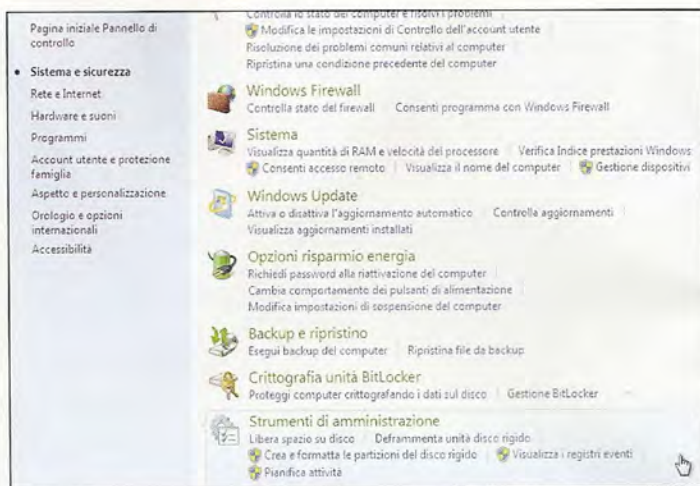 Pagina iniziale Pannello di
controllo
Sistema e sicurezza
Rete e Internet
Hardware e suoni
Programmi
Account utente e protezione
famiglia
Aspetto e personalizzazione
Orologio e opzioni
internazionali
Accessibilità
Controlla lo stato del computer e risolvi i problemi
Modifica le impostazioni di Controllo dell'account utente
Risoluzione dei problemi comuni relativi al computer
Ripristina una condizione precedente del computer
Windows Firewall
Controlla stato del firewall Consenti programma con Windows Firewall
Sistema
Visualizza quantità di RAM e velocità del processore Verifica Indice prestazioni Windows
Consenti accesso remoto Visualizza il nome del computer Gestione dispositivi
Windows Update
Attiva o disattiva l'aggiornamento automatico Controlla aggiornamenti
Visualizza aggiornamenti installati
Opzioni risparmio energia
Richiedi password alla riattivazione del computer
Cambia comportamento dei pulsanti di alimentazione
Modifica impostazioni di sospensione del computer
Backup e ripristino
Esegui backup del computer Ripristina file da backup
Crittografia unità BitLocker
Proteggi computer crittografando i dati sul disco Gestione BitLocker
Strumenti di amministrazione
Libera spazio su disco Deframmenta unità disco rigido
Crea e formatta le partizioni del disco rigido Visualizza i registri eventi
Pianifica attività